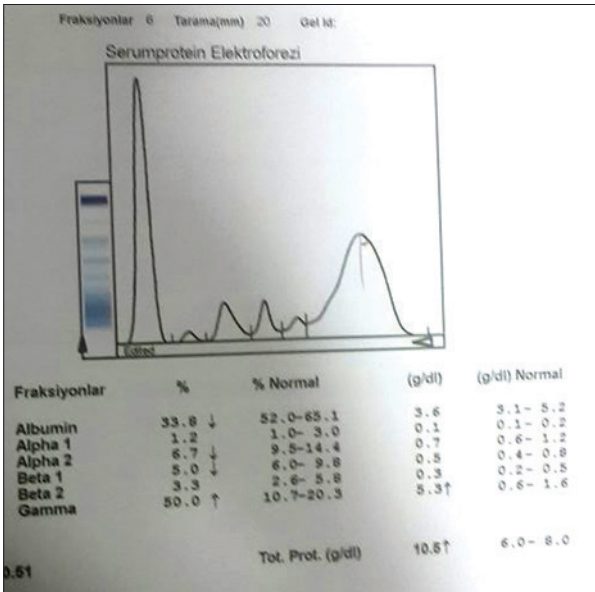 Fraksiyonlar 6 Tarama(mm) 20 Gel Id:
Serumprotein Elektroforezi
Edited
Fraksiyonlar % % Normal (g/dl) (g/dl) Normal
Albumin 33.8 ↓ 52.0-65.1 3.6 3.1- 5.2
Alpha 1 1.2 1.0- 3.0 0.1 0.1- 0.2
Alpha 2 6.7 ↓ 9.5-14.4 0.7 0.6- 1.2
Beta 1 5.0 ↓ 6.0- 9.8 0.5 0.4- 0.8
Beta 2 3.3 2.6- 5.8 0.3 0.2- 0.5
Gamma 50.0 ↑ 10.7-20.3 5.3↑ 0.6- 1.6
Tot. Prot. (g/dl) 10.5↑ 6.0- 8.0
0.51